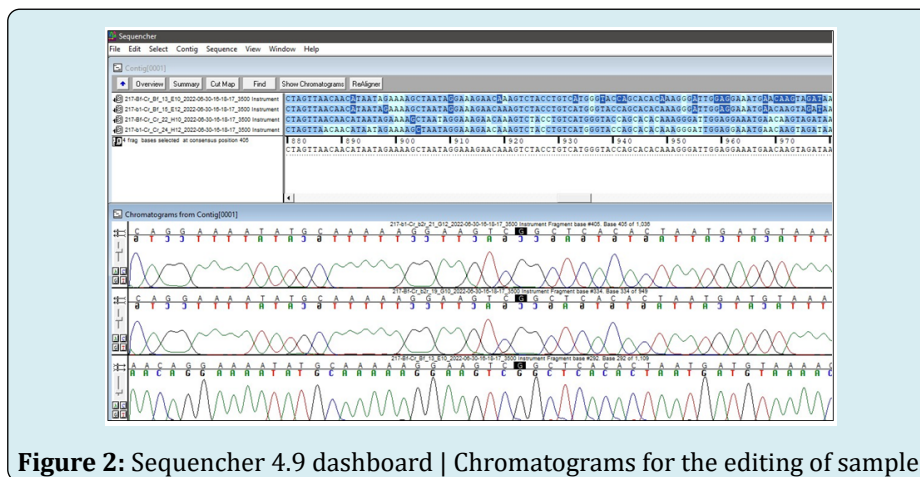 Sequencher
File Edit Select Contig Sequence View Window Help
Contig[0001]
Overview Summary Cut Map Find Show Chromatograms ReAligner
217-Bf-Cr_Bf_13_E10_2022-06-30-16-18-17_3500 Instrument CTAGTTAACAACATAATAGAAAAGCTAATAGGAAAGAACAAAGTCTACCTGTCATGGGTACCAGCACACAAAGGGATTGGAGGAAATGAACAAGTAGATAA
217-Bf-Cr_Bf_15_E12_2022-06-30-16-18-17_3500 Instrument CTAGTTAACAACATAATAGAAAAGCTAATAGGAAAGAACAAAGTCTACCTGTCATGGGTACCAGCACACAAAGGGATTGGAGGAAATGAACAAGTAGATAA
217-Bf-Cr_Cr_22_H10_2022-06-30-16-18-17_3500 Instrument CTAGTTAACAACATAATAGAAAAGCTAATAGGAAAGAACAAAGTCTACCTGTCATGGGTACCAGCACACAAAGGGATTGGAGGAAATGAACAAGTAGATAA
217-Bf-Cr_Cr_24_H12_2022-06-30-16-18-17_3500 Instrument CTAGTTAACAACATAATAGAAAAGCTAATAGGAAAGAACAAAGTCTACCTGTCATGGGTACCAGCACACAAAGGGATTGGAGGAAATGAACAAGTAGATAA
4 frag bases selected at consensus position 406
880 890 900 910 920 930 940 950 960 970
CTAGTTAACAACATAATAGAAAAGCTAATAGGAAAGAACAAAGTCTACCTGTCATGGGTACCAGCACACAAAGGGATTGGAGGAAATGAACAAGTAGATAA
Chromatograms from Contig[0001]
217-b1-Cr_b2r_21_G12_2022-06-30-16-18-17_3500 Instrument Fragment base #405. Base 405 of 1,036
C A G G A A A A T A T G C A A A A A G G A A G T C G G C T C A C A C T A A T G A T G T A A A
217-B1-Cr_b2r_19_G10_2022-06-30-16-18-17_3500 Instrument Fragment base #334. Base 334 of 949
C A G G A A A A T A T G C A A A A A G G A A G T C G G C T C A C A C T A A T G A T G T A A A
217-Bf-Cr_Bf_13_E10_2022-06-30-16-18-17_3500 Instrument Fragment base #292. Base 292 of 1,109
A A C A G G A A A A T A T G C A A A A A G G A A G T C G G C T C A C A C T A A T G A T G T A A A A C
Figure 2: Sequencher 4.9 dashboard | Chromatograms for the editing of sample